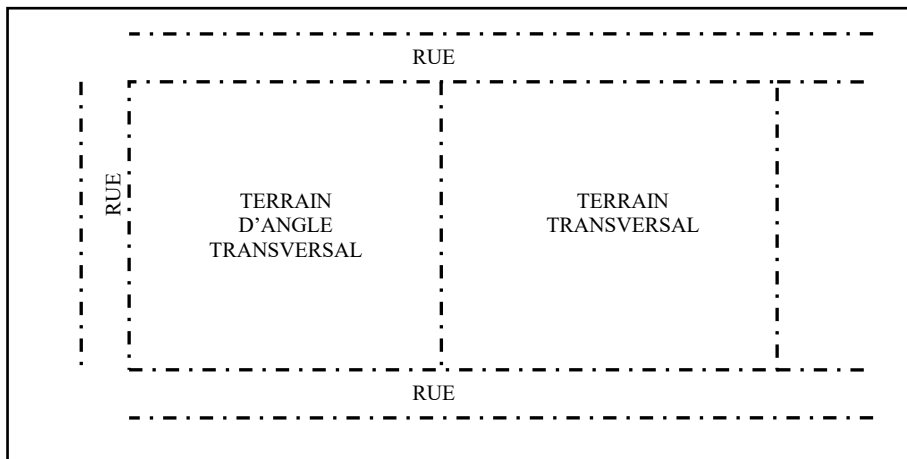 RUE
RUE
TERRAIN
D’ANGLE
TRANSVERSAL
TERRAIN
TRANSVERSAL
RUE